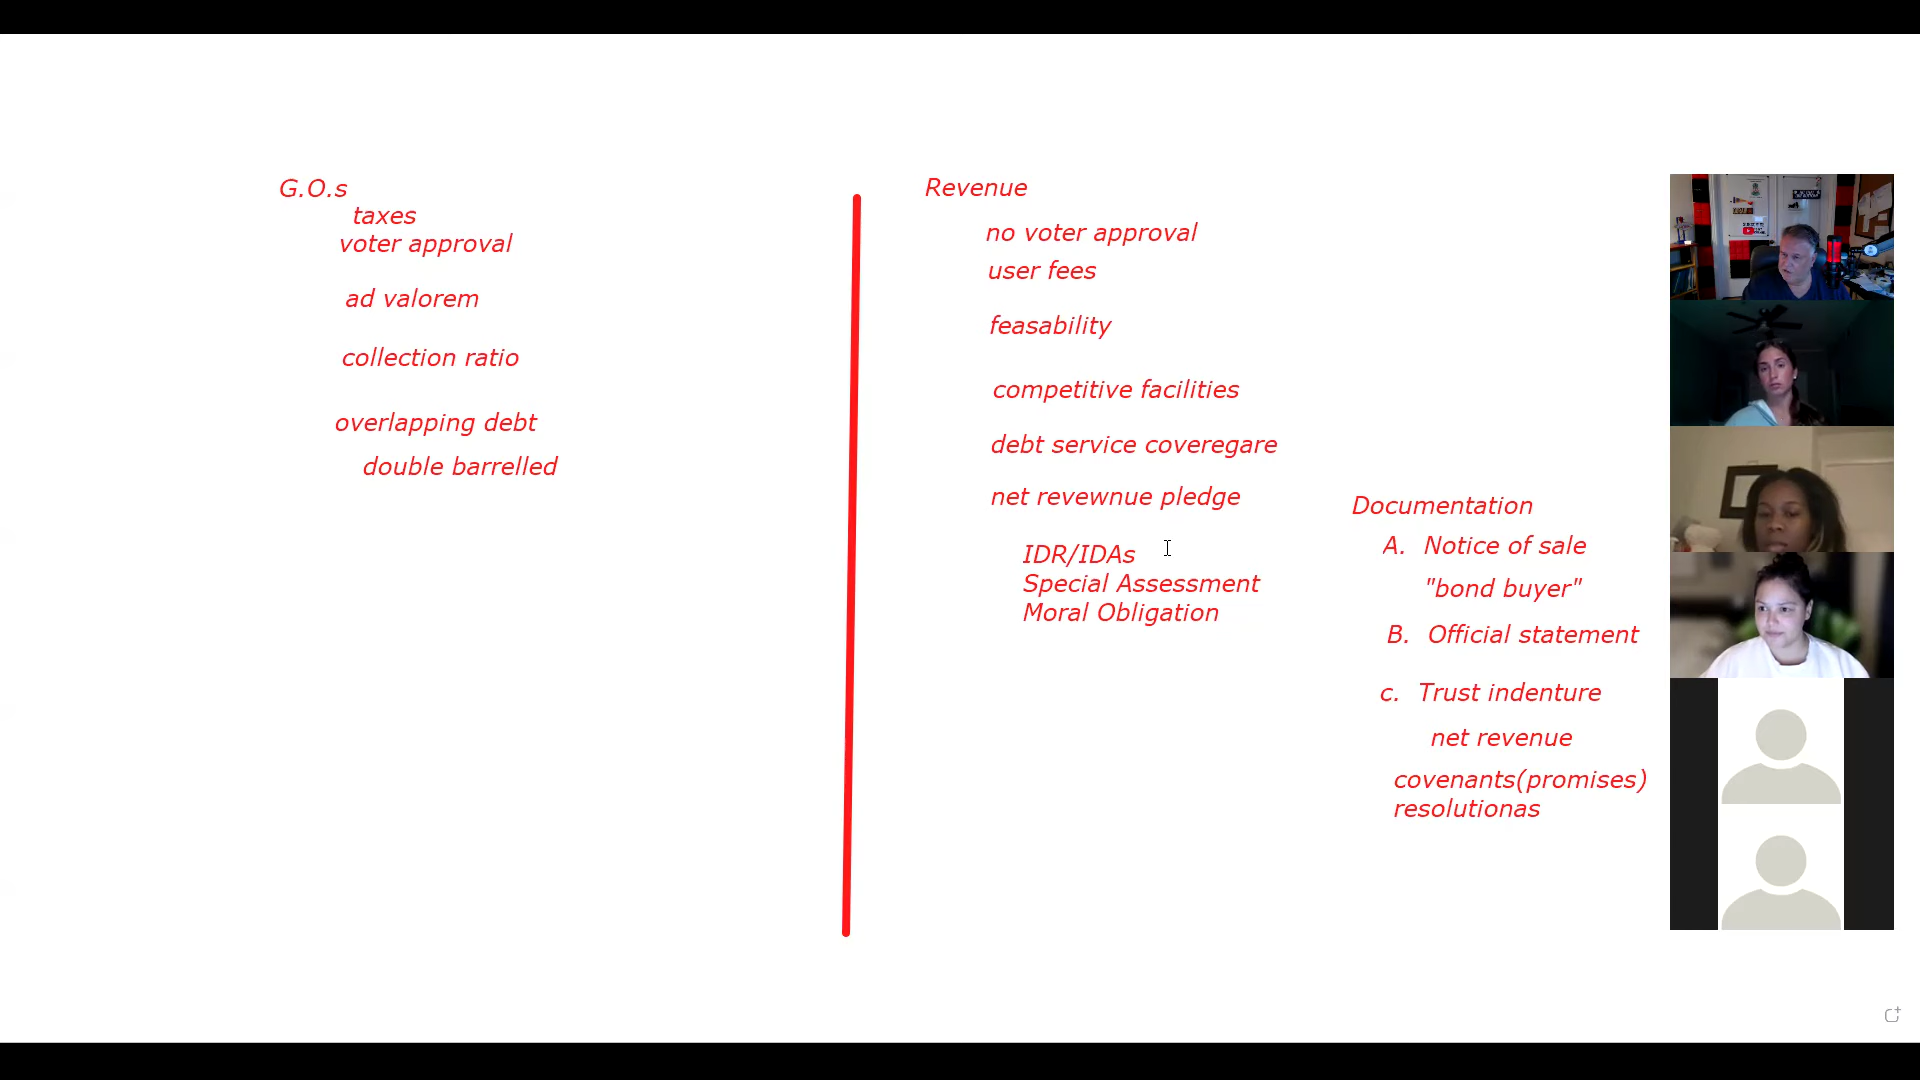 G.O.s
taxes
voter approval
ad valorem
collection ratio
overlapping debt
double barrelled
Revenue
no voter approval
user fees
feasability
competitive facilities
debt service coveregare
net revewnue pledge
IDR/IDAs
Special Assessment
Moral Obligation
Documentation
A. Notice of sale
"bond buyer"
B. Official statement
c. Trust indenture
net revenue
covenants(promises)
resolutionas